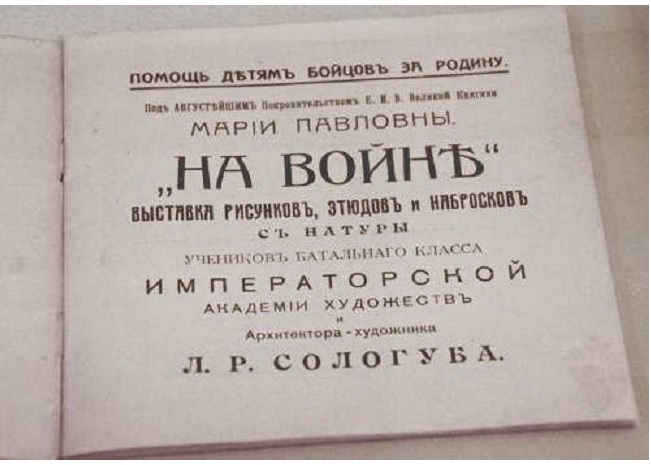 ПОМОЩЬ ДѢТЯМЪ БОЙЦОВЪ ЗА РОДИНУ.
Подъ АВГУСТѢЙШИМЪ Покровительствомъ Е. И. В. Великой Княгини
МАРІИ ПАВЛОВНЫ.
„НА ВОЙНѢ“
ВЫСТАВКА РИСУНКОВЪ, ЭТЮДОВЪ и НАБРОСКОВЪ
СЪ НАТУРЫ
УЧЕНИКОВЪ БАТАЛЬНАГО КЛАССА
ИМПЕРАТОРСКОЙ
АКАДЕМІИ ХУДОЖЕСТВЪ
и
Архитектора-художника
Л. Р. СОЛОГУБА.